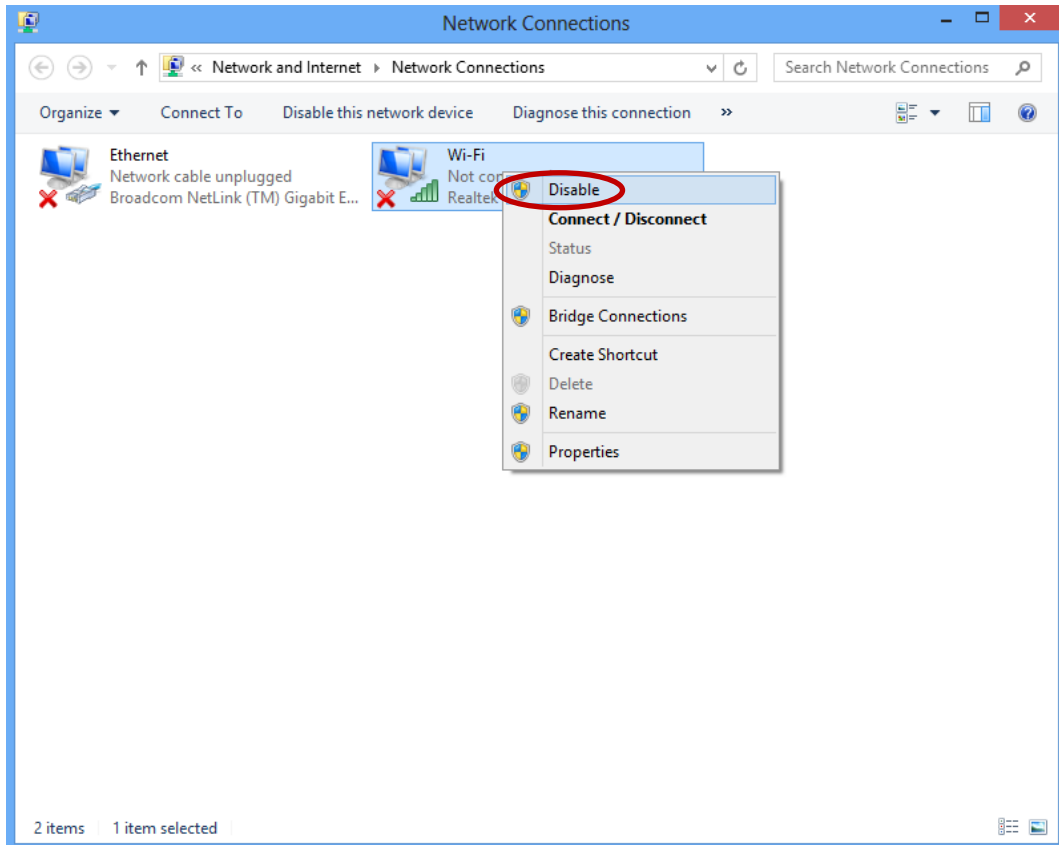 Network Connections
« Network and Internet Network Connections
Search Network Connections
Organize Connect To Disable this network device Diagnose this connection »
Ethernet
Network cable unplugged
Broadcom NetLink (TM) Gigabit E...
Wi-Fi
Not
Realtek
Disable
Connect / Disconnect
Status
Diagnose
Bridge Connections
Create Shortcut
Delete
Rename
Properties
2 items 1 item selected